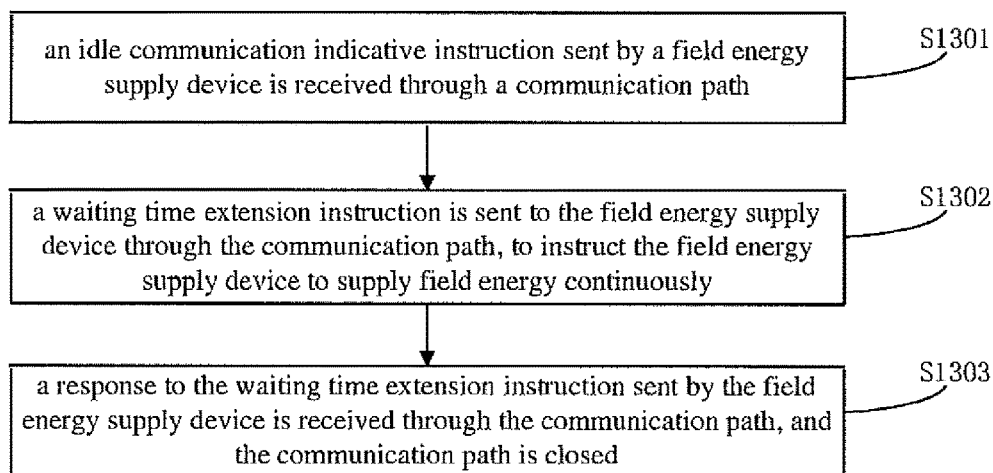 an idle communication indicative instruction sent by a field energy
supply device is received through a communication path
S1301
a waiting time extension instruction is sent to the field energy supply
device through the communication path, to instruct the field energy
supply device to supply field energy continuously
S1302
a response to the waiting time extension instruction sent by the field
energy supply device is received through the communication path, and
the communication path is closed
S1303